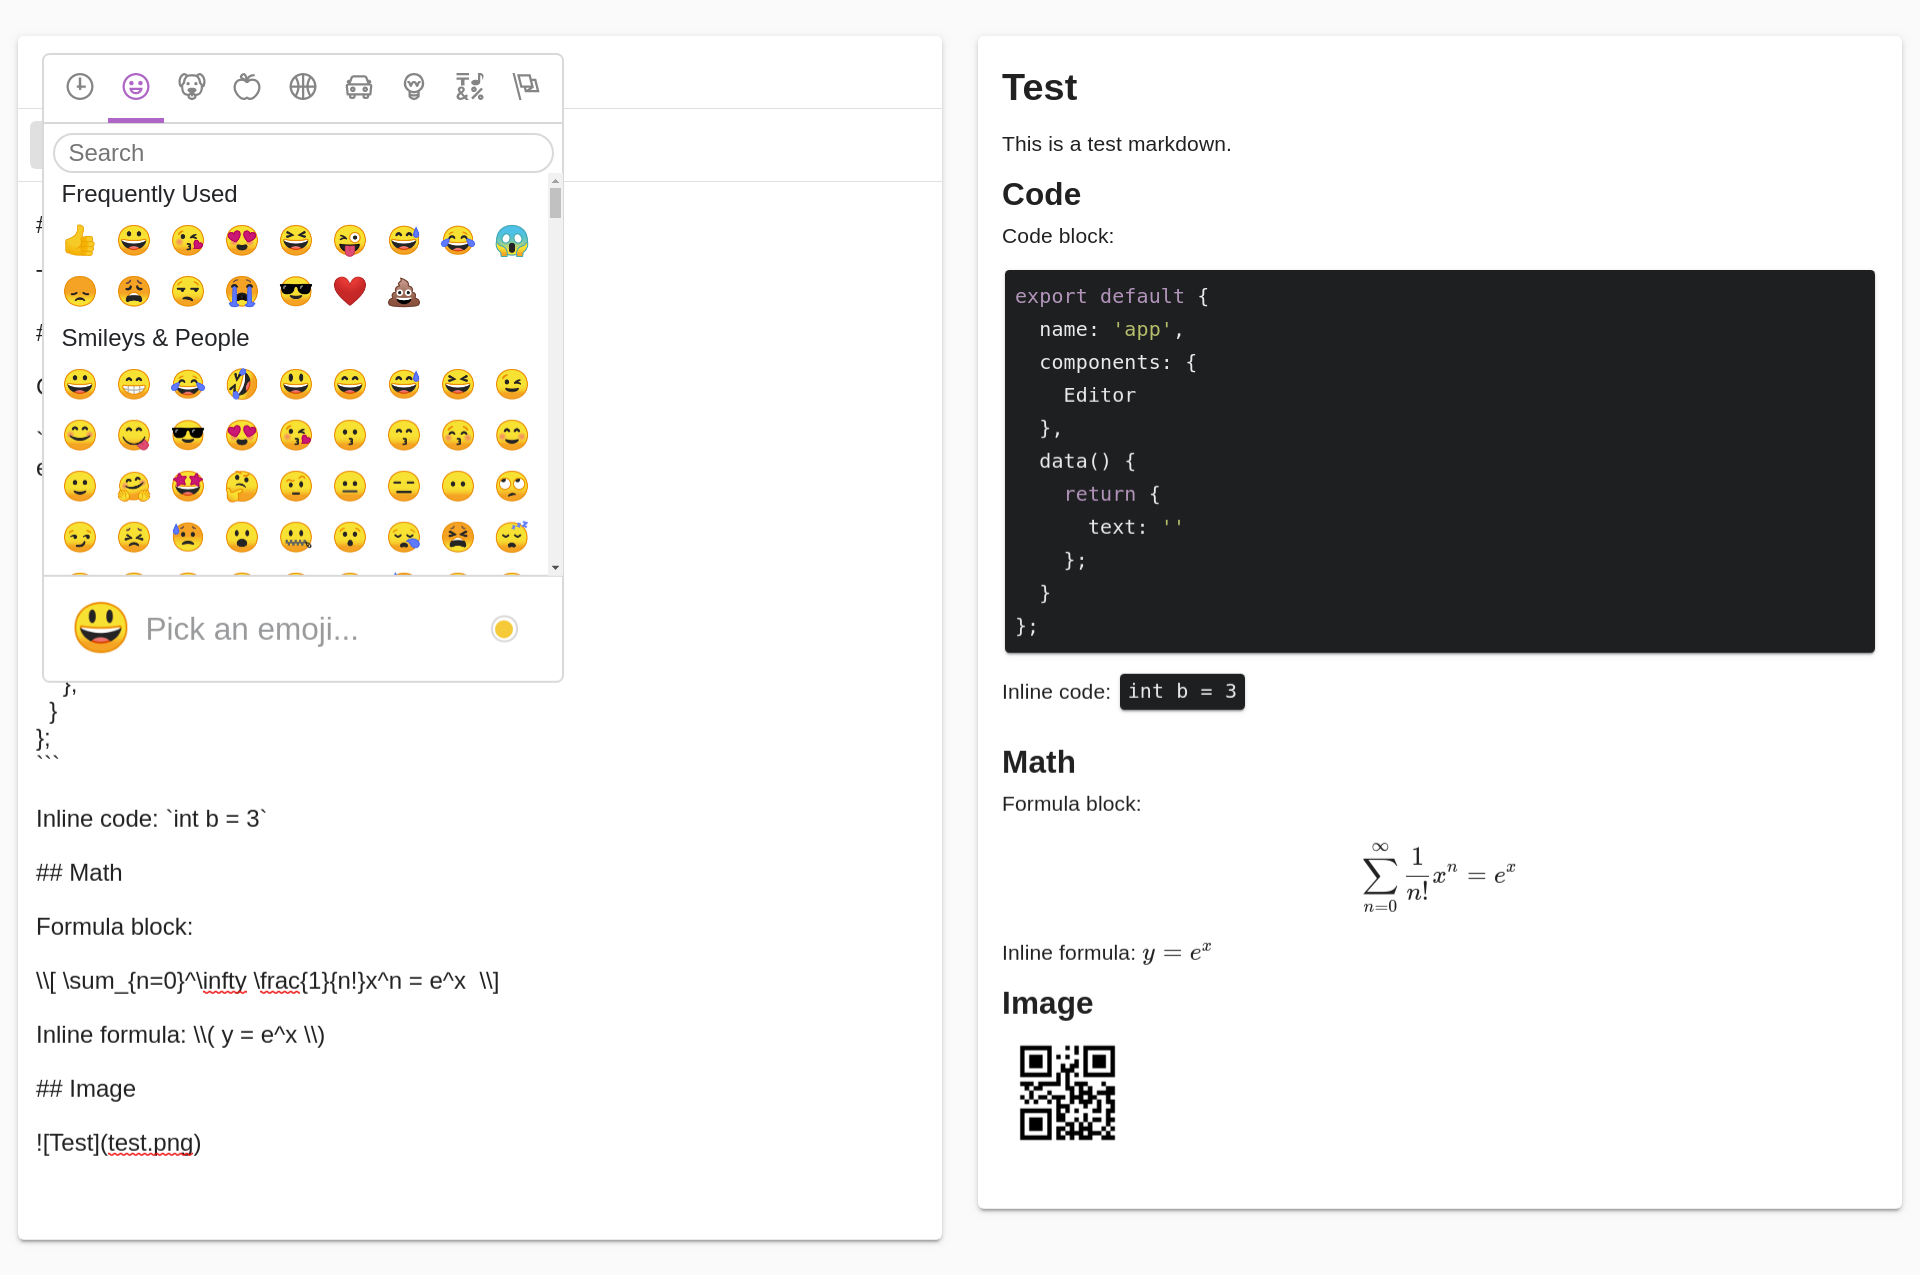 Search
Frequently Used
Smileys & People
Pick an emoji...
},
}
};
```
Inline code: `int b = 3`
## Math
Formula block:
\\[ \sum_{n=0}^\infty \frac{1}{n!}x^n = e^x  \\]
Inline formula: \\( y = e^x \\)
## Image
![Test](test.png)
Test
This is a test markdown.
Code
Code block:
export default {
  name: 'app',
  components: {
    Editor
  },
  data() {
    return {
      text: ''
    };
  }
};
Inline code: int b = 3
Math
Formula block:
∑_{n=0}^{∞} \frac{1}{n!} x^n = e^x
Inline formula: y = e^x
Image